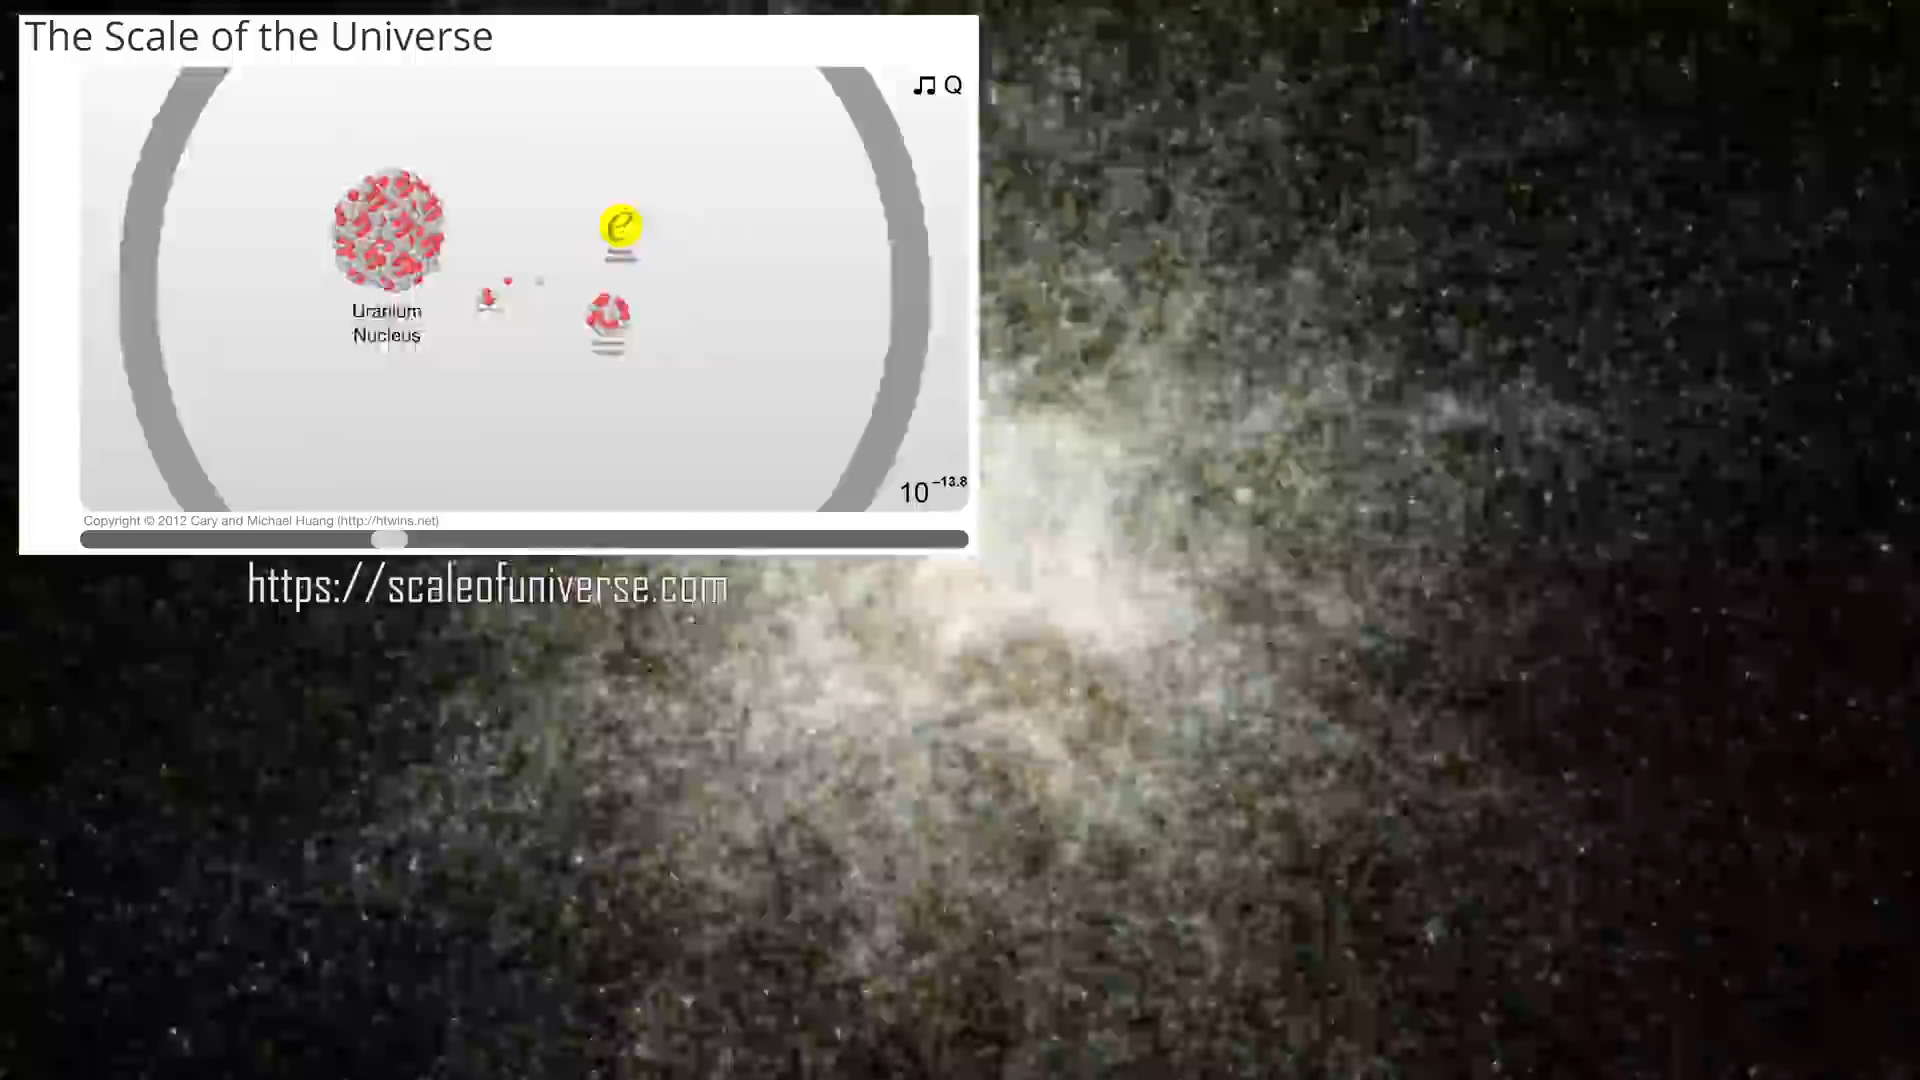 The Scale of the Universe
♫ Q
e
Uranium
Nucleus
10^−13.8
Copyright © 2012 Cary and Michael Huang (http://htwins.net)
https://scaleofuniverse.com